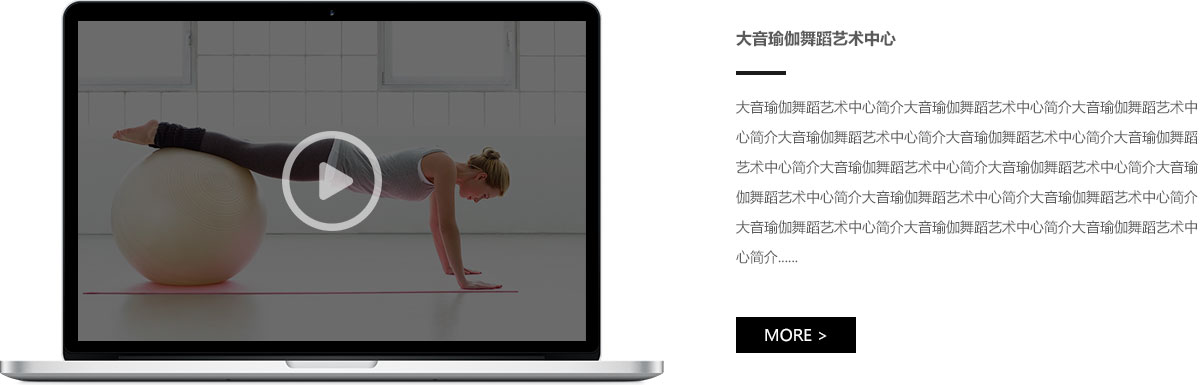 大音瑜伽舞蹈艺术中心
大音瑜伽舞蹈艺术中心简介大音瑜伽舞蹈艺术中心简介大音瑜伽舞蹈艺术中
心简介大音瑜伽舞蹈艺术中心简介大音瑜伽舞蹈艺术中心简介大音瑜伽舞蹈
艺术中心简介大音瑜伽舞蹈艺术中心简介大音瑜伽舞蹈艺术中心简介大音瑜
伽舞蹈艺术中心简介大音瑜伽舞蹈艺术中心简介大音瑜伽舞蹈艺术中心简介
大音瑜伽舞蹈艺术中心简介大音瑜伽舞蹈艺术中心简介大音瑜伽舞蹈艺术中
心简介......
MORE >